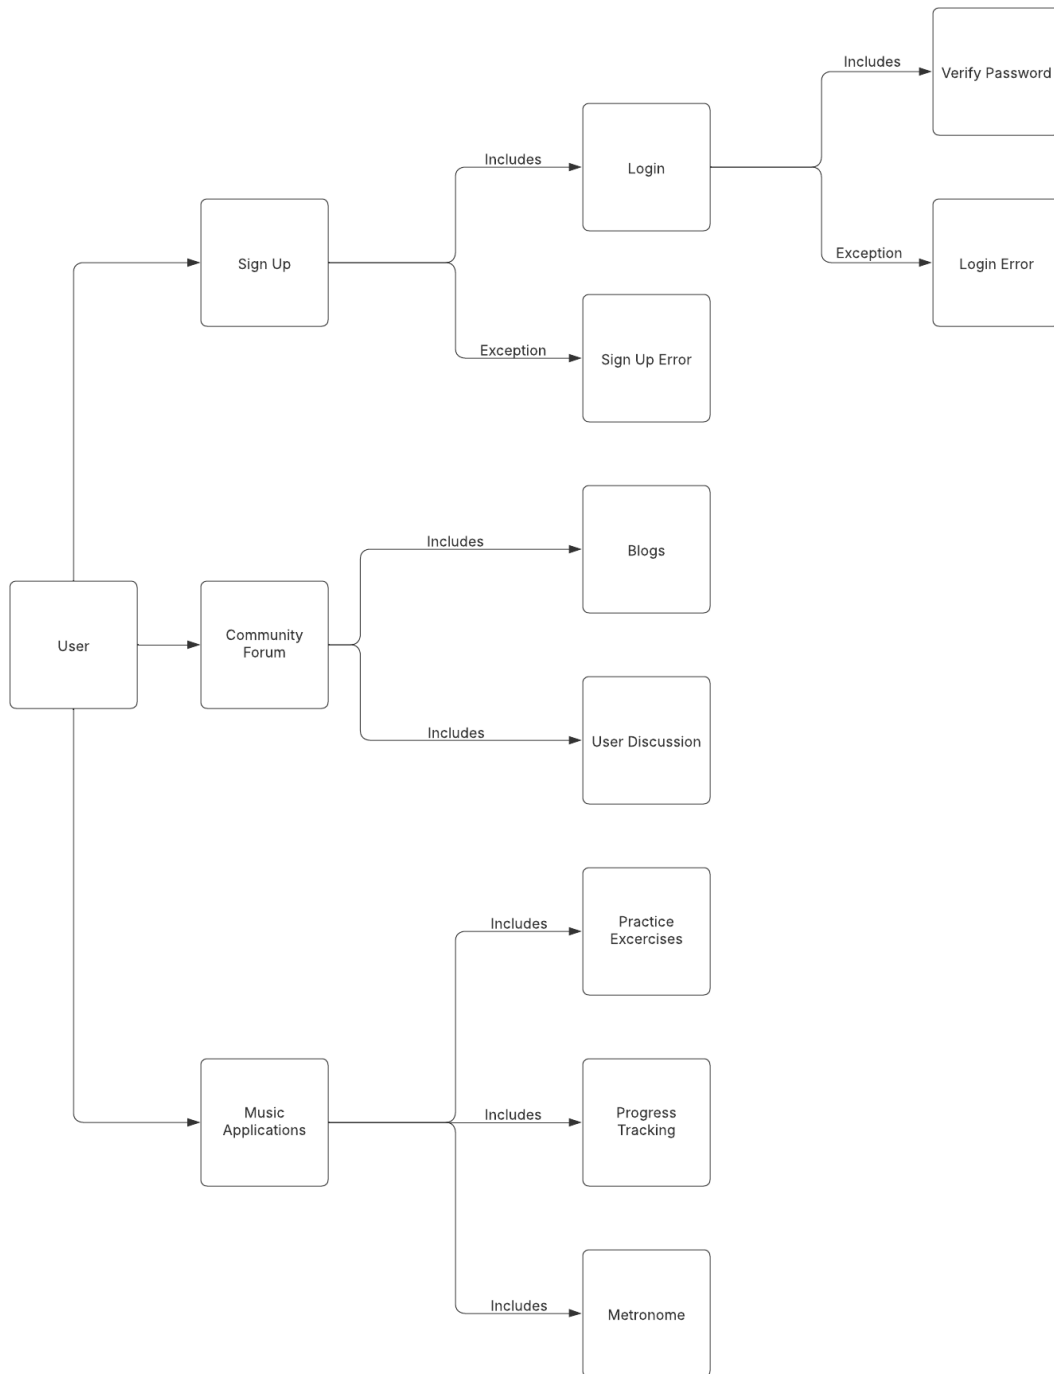 Includes
Verify Password
Includes
Login
Exception
Login Error
Sign Up
Exception
Sign Up Error
Includes
Blogs
User
Community
Forum
Includes
User Discussion
Includes
Practice
Excercises
Music
Applications
Includes
Progress
Tracking
Includes
Metronome